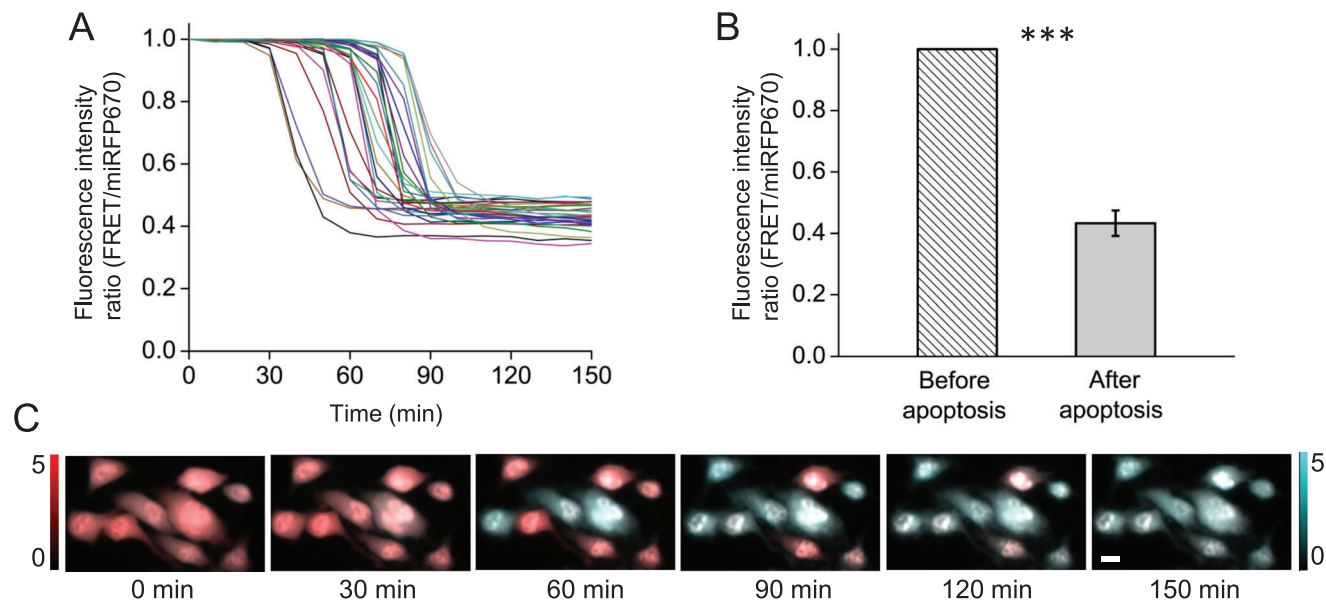 A
Fluorescence intensity
ratio (FRET/miRFP670)
1.0
0.8
0.6
0.4
0.2
0.0
0 30 60 90 120 150
Time (min)
B
***
Fluorescence intensity
ratio (FRET/miRFP670)
1.0
0.8
0.6
0.4
0.2
0.0
Before
apoptosis
After
apoptosis
C
5
0
5
0
0 min 30 min 60 min 90 min 120 min 150 min